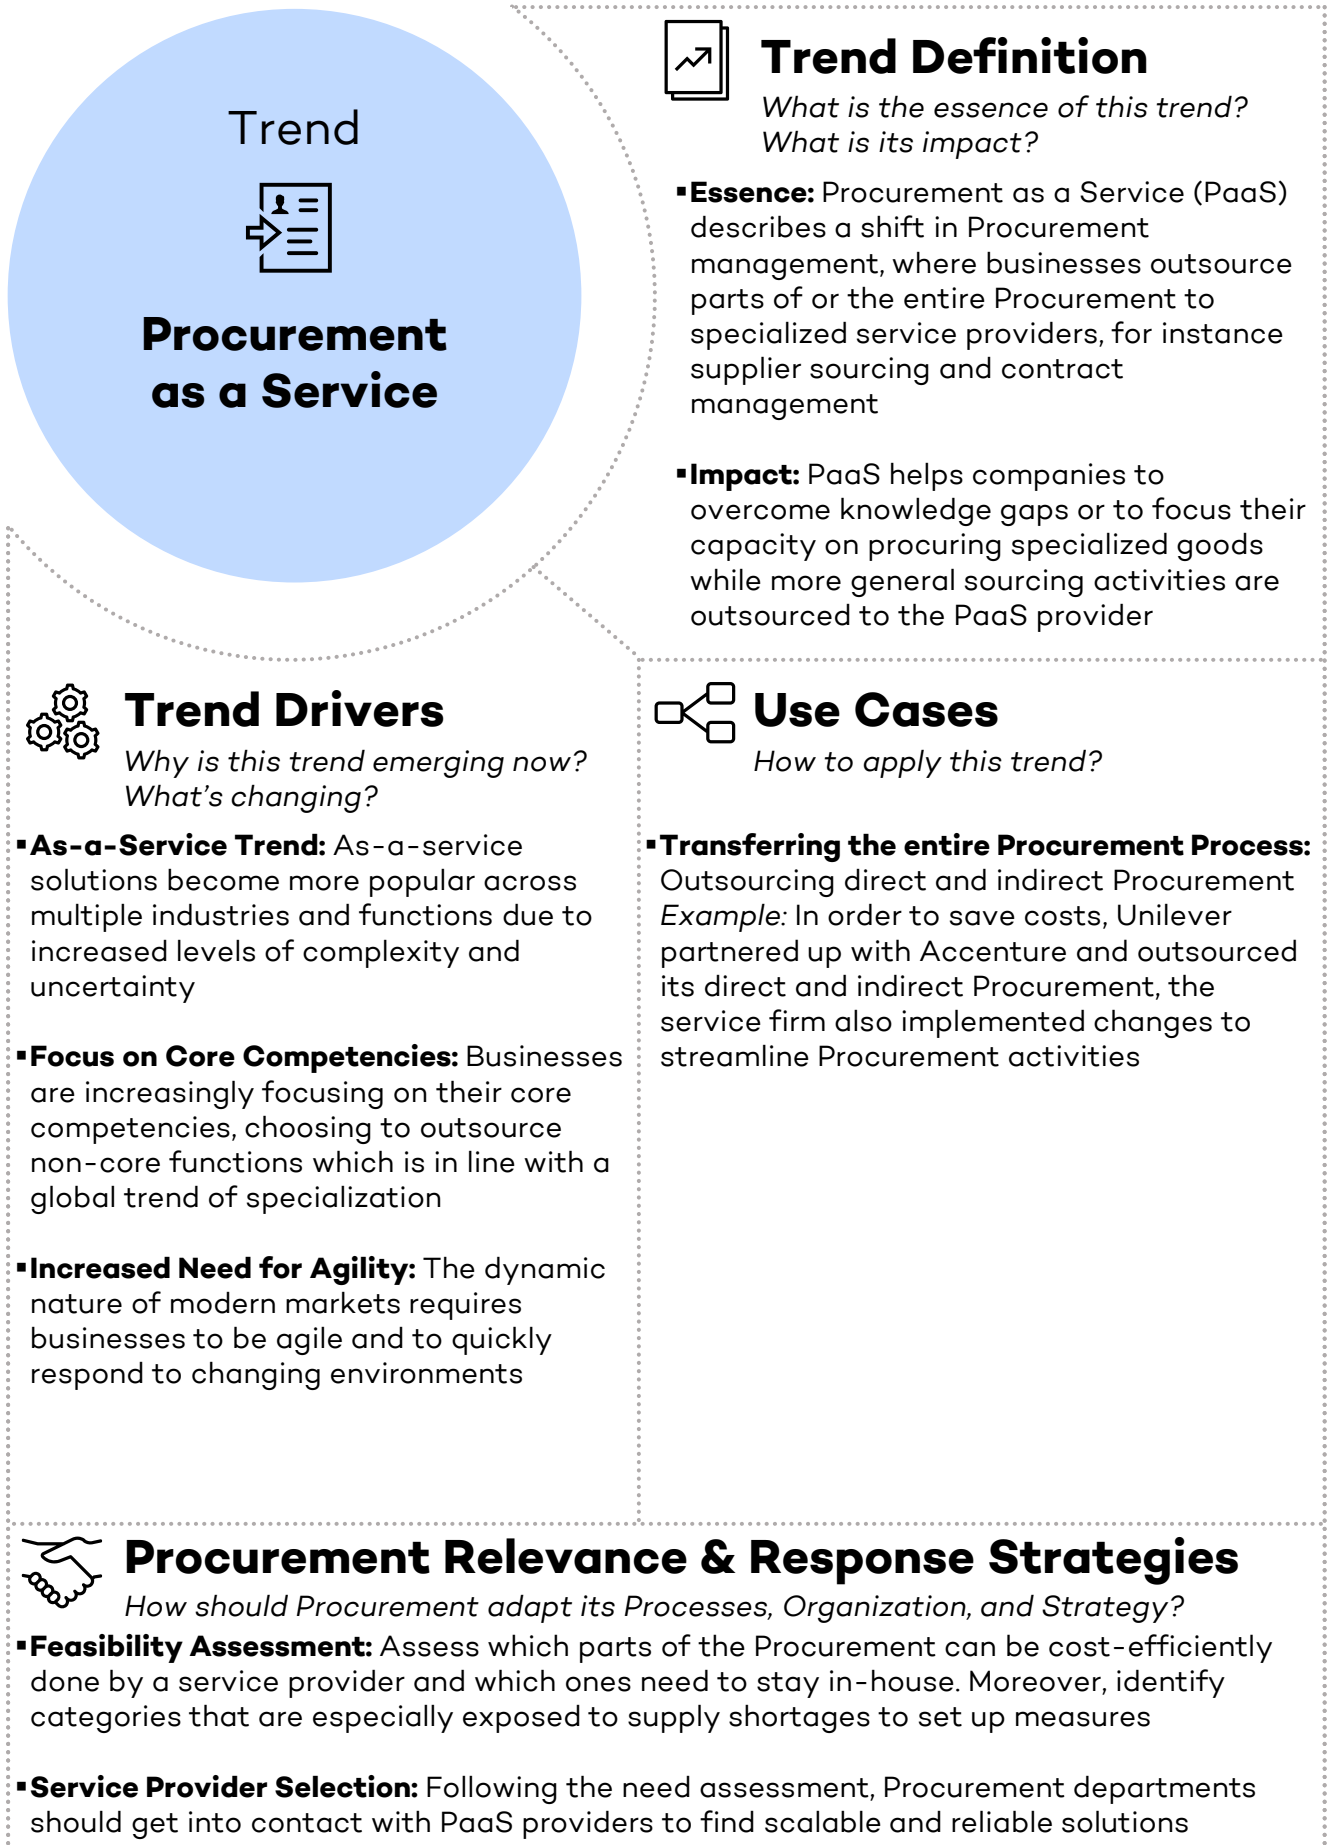 Trend
Procurement
as a Service
Trend Definition
What is the essence of this trend?
What is its impact?
▪Essence: Procurement as a Service (PaaS)
describes a shift in Procurement
management, where businesses outsource
parts of or the entire Procurement to
specialized service providers, for instance
supplier sourcing and contract
management
▪Impact: PaaS helps companies to
overcome knowledge gaps or to focus their
capacity on procuring specialized goods
while more general sourcing activities are
outsourced to the PaaS provider
Trend Drivers
Why is this trend emerging now?
What’s changing?
▪As-a-Service Trend: As-a-service
solutions become more popular across
multiple industries and functions due to
increased levels of complexity and
uncertainty
▪Focus on Core Competencies: Businesses
are increasingly focusing on their core
competencies, choosing to outsource
non-core functions which is in line with a
global trend of specialization
▪Increased Need for Agility: The dynamic
nature of modern markets requires
businesses to be agile and to quickly
respond to changing environments
Use Cases
How to apply this trend?
▪Transferring the entire Procurement Process:
Outsourcing direct and indirect Procurement
Example: In order to save costs, Unilever
partnered up with Accenture and outsourced
its direct and indirect Procurement, the
service firm also implemented changes to
streamline Procurement activities
Procurement Relevance & Response Strategies
How should Procurement adapt its Processes, Organization, and Strategy?
▪Feasibility Assessment: Assess which parts of the Procurement can be cost-efficiently
done by a service provider and which ones need to stay in-house. Moreover, identify
categories that are especially exposed to supply shortages to set up measures
▪Service Provider Selection: Following the need assessment, Procurement departments
should get into contact with PaaS providers to find scalable and reliable solutions